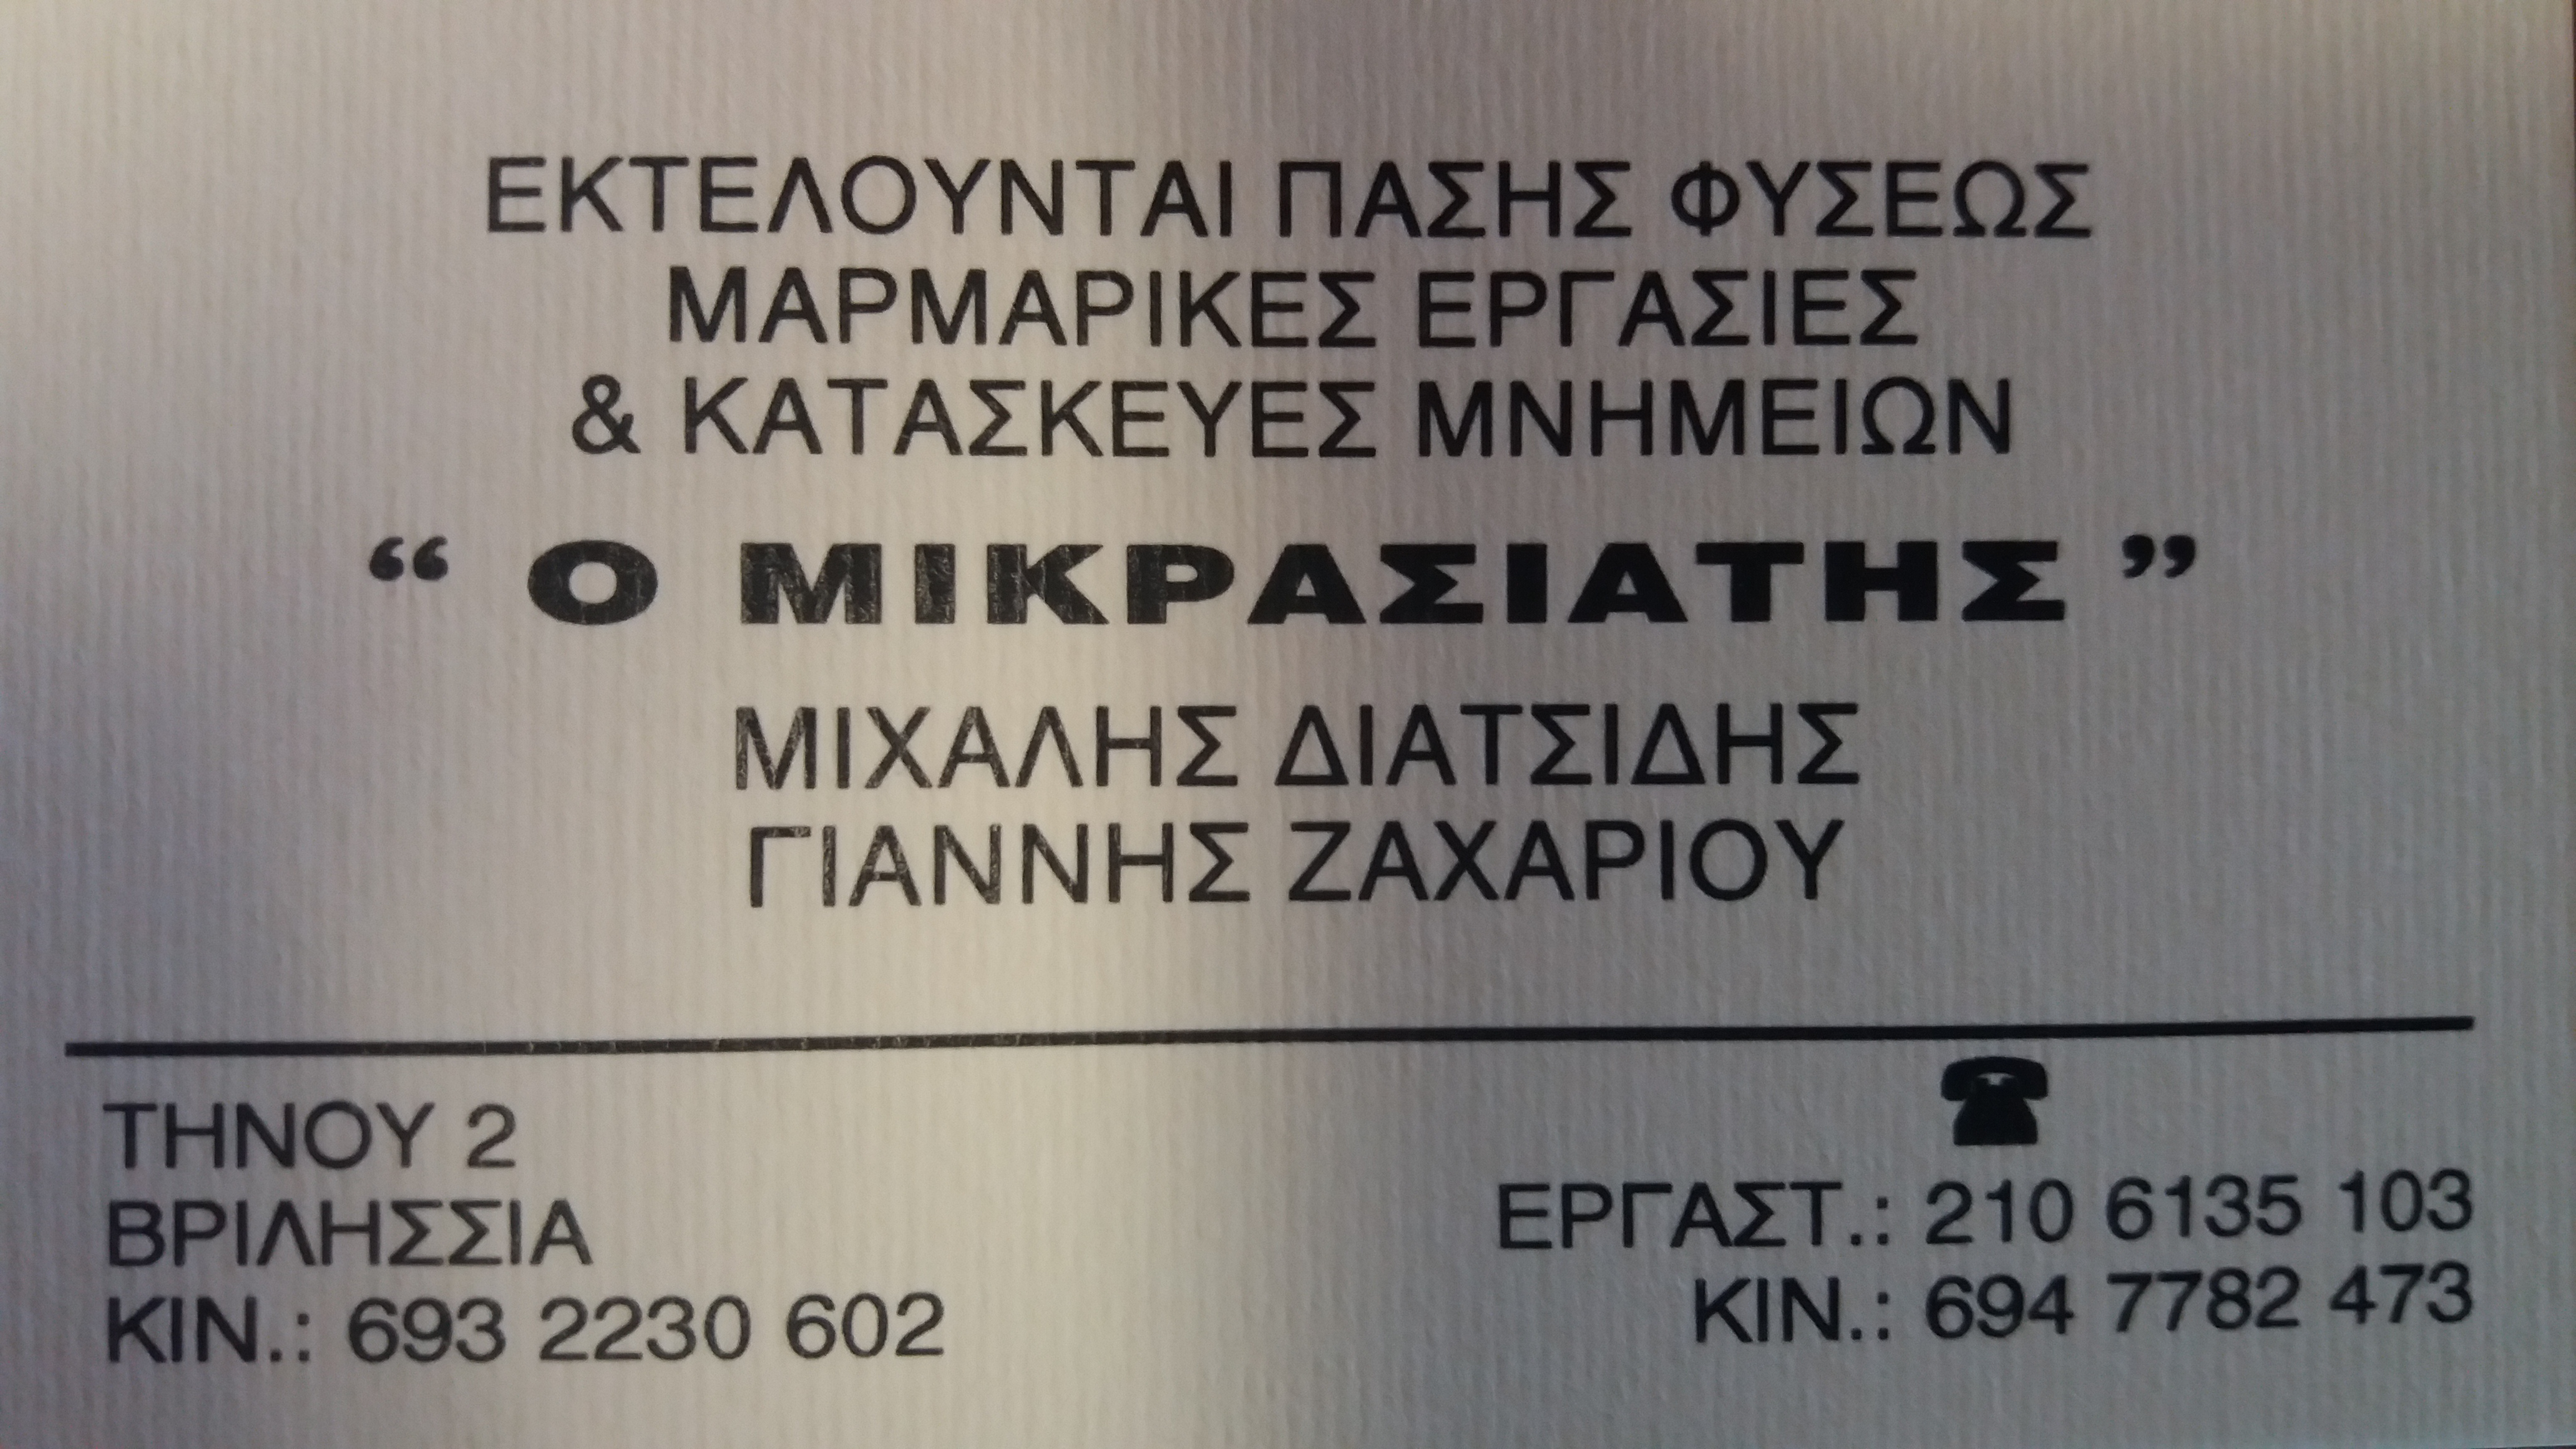 ΕΚΤΕΛΟΥΝΤΑΙ ΠΑΣΗΣ ΦΥΣΕΩΣ
ΜΑΡΜΑΡΙΚΕΣ ΕΡΓΑΣΙΕΣ
& ΚΑΤΑΣΚΕΥΕΣ ΜΝΗΜΕΙΩΝ
“ Ο ΜΙΚΡΑΣΙΑΤΗΣ ”
ΜΙΧΑΛΗΣ ΔΙΑΤΣΙΔΗΣ
ΓΙΑΝΝΗΣ ΖΑΧΑΡΙΟΥ
ΤΗΝΟΥ 2
ΒΡΙΛΗΣΣΙΑ
ΚΙΝ.: 693 2230 602
ΕΡΓΑΣΤ.: 210 6135 103
ΚΙΝ.: 694 7782 473